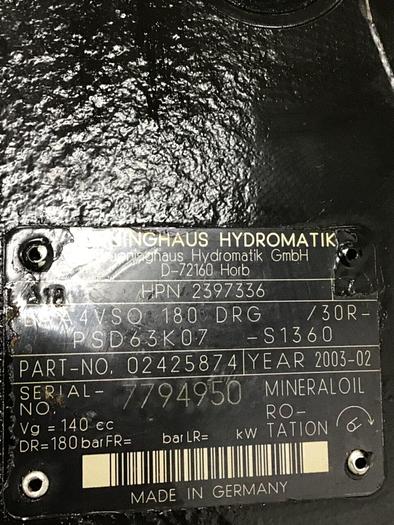 HYDROMATIK
Hydromatik GmbH
D-72160 Horb
A18 HPN 2397336
A4VSO 180 DRG /30R-
PSD63K07 -S1360
PART-NO. 02425874 YEAR 2003-02
SERIAL-NO. 7794950 MINERALOIL
Vg = 140 cc RO-TATION
DR=180 bar FR= bar LR= kW
MADE IN GERMANY